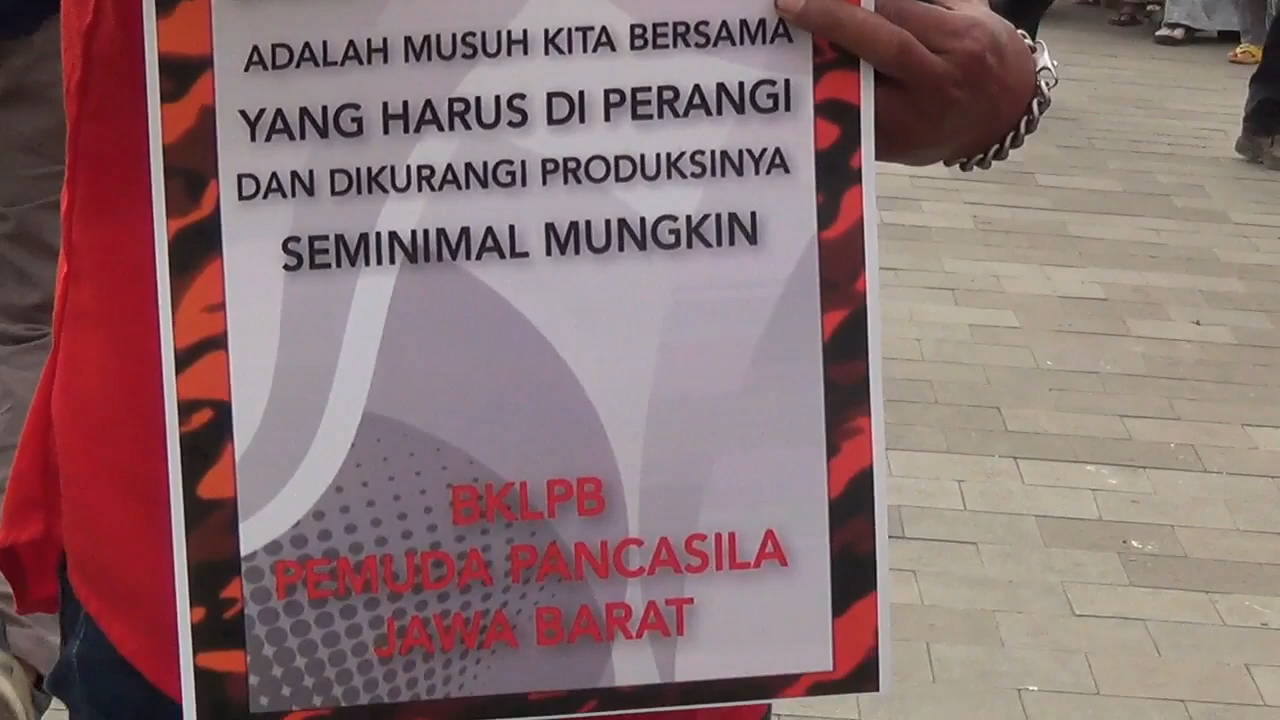 ADALAH MUSUH KITA BERSAMA
YANG HARUS DI PERANGI
DAN DIKURANGI PRODUKSINYA
SEMINIMAL MUNGKIN
BKLPB
PEMUDA PANCASILA
JAWA BARAT